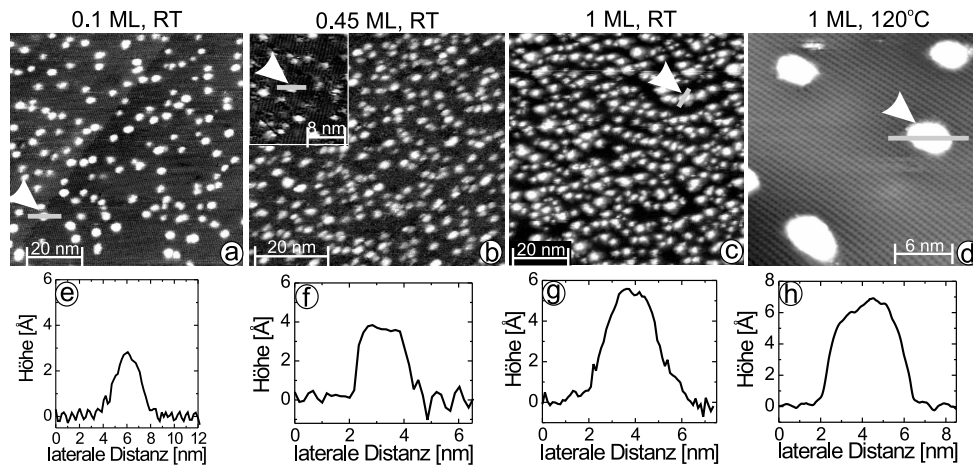 0.1 ML, RT
0.45 ML, RT
1 ML, RT
1 ML, 120°C
20 nm
a
8 nm
20 nm
b
20 nm
c
6 nm
d
e
Höhe [Å]
6
4
2
0
0 2 4 6 8 10 12
laterale Distanz [nm]
f
Höhe [Å]
6
4
2
0
0 2 4 6
laterale Distanz [nm]
g
Höhe [Å]
6
4
2
0
0 2 4 6
laterale Distanz [nm]
h
Höhe [Å]
8
6
4
2
0
0 2 4 6 8
laterale Distanz [nm]